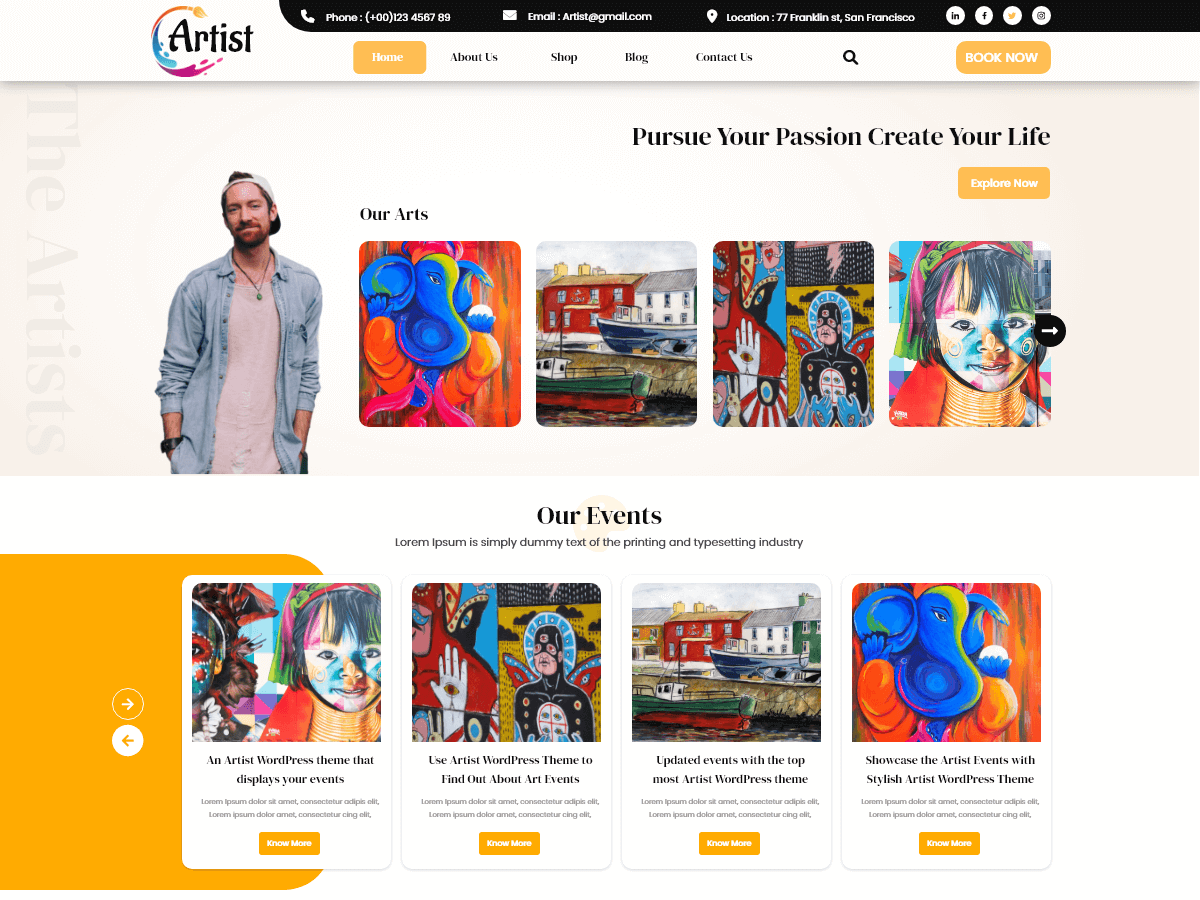 Artist
Phone : (+00)123 4567 89
Email : Artist@gmail.com
Location : 77 Franklin st, San Francisco
Home
About Us
Shop
Blog
Contact Us
BOOK NOW
The Artists
Pursue Your Passion Create Your Life
Explore Now
Our Arts
Our Events
Lorem Ipsum is simply dummy text of the printing and typesetting industry
An Artist WordPress theme that
displays your events
Lorem Ipsum dolor sit amet, consectetur adipis elit,
Lorem ipsum dolor amet, consectetur cing elit,
Know More
Use Artist WordPress Theme to
Find Out About Art Events
Lorem Ipsum dolor sit amet, consectetur adipis elit,
Lorem ipsum dolor amet, consectetur cing elit,
Know More
Updated events with the top
most Artist WordPress theme
Lorem Ipsum dolor sit amet, consectetur adipis elit,
Lorem ipsum dolor amet, consectetur cing elit,
Know More
Showcase the Artist Events with
Stylish Artist WordPress Theme
Lorem Ipsum dolor sit amet, consectetur adipis elit,
Lorem ipsum dolor amet, consectetur cing elit,
Know More